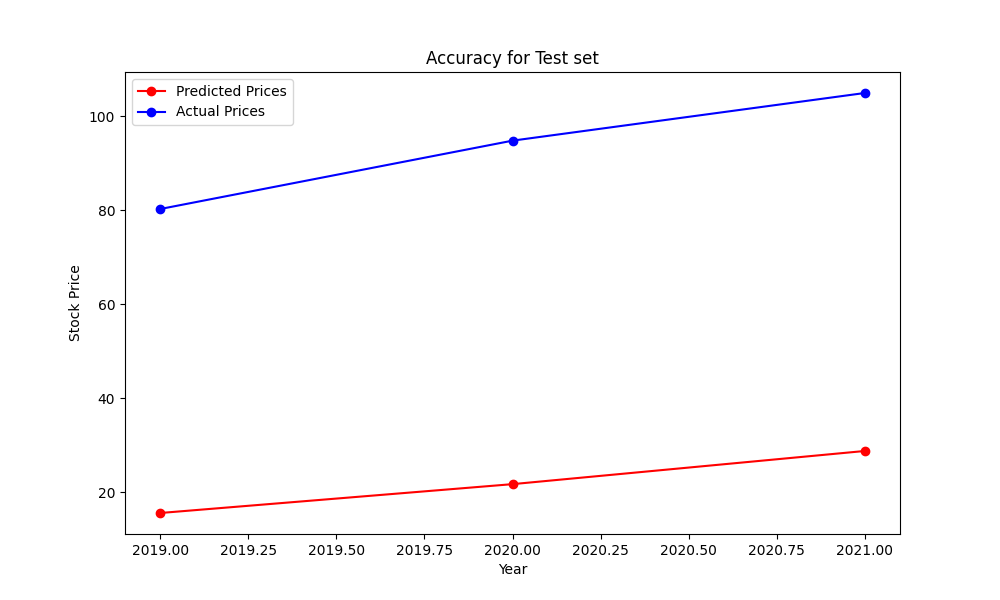 Accuracy for Test set
Predicted Prices
Actual Prices
100
80
60
40
20
Stock Price
2019.00 2019.25 2019.50 2019.75 2020.00 2020.25 2020.50 2020.75 2021.00
Year